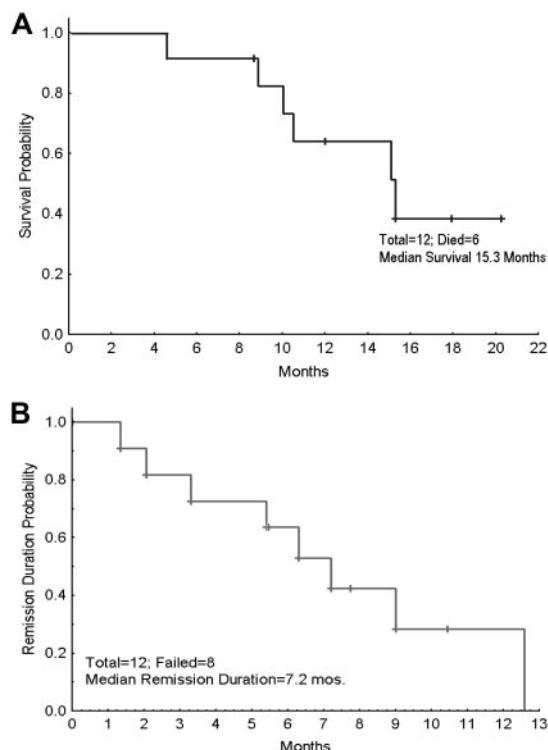 A
1.0
0.8
0.6
0.4
0.2
0.0
Survival Probability
Total=12; Died=6
Median Survival 15.3 Months
0 2 4 6 8 10 12 14 16 18 20 22
Months
B
1.0
0.8
0.6
0.4
0.2
0.0
Remission Duration Probability
Total=12; Failed=8
Median Remission Duration=7.2 mos.
0 1 2 3 4 5 6 7 8 9 10 11 12 13
Months